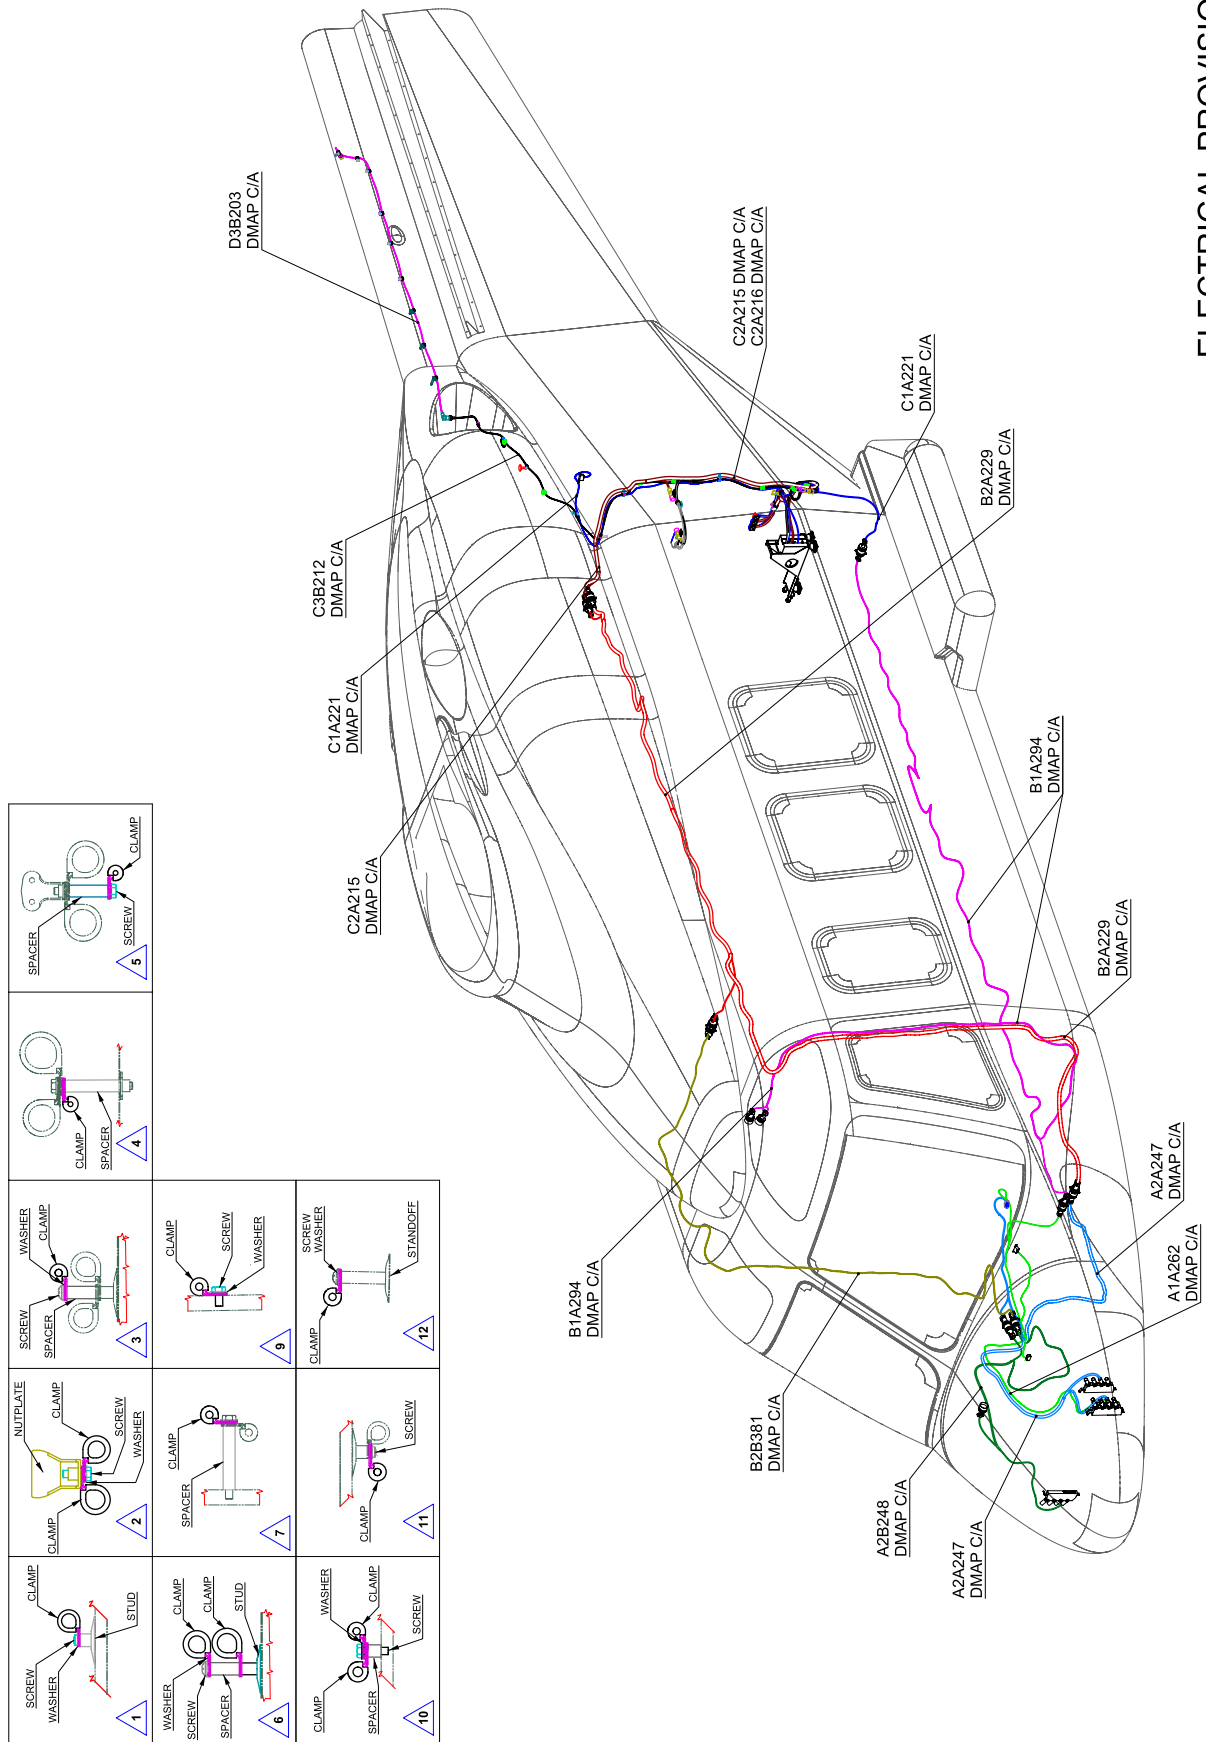 SCREW
WASHER
CLAMP
STUD
1
NUTPLATE
CLAMP
CLAMP
SCREW
WASHER
2
SCREW
SPACER
WASHER
CLAMP
3
CLAMP
SPACER
4
SPACER
SCREW
CLAMP
5
WASHER
SCREW
SPACER
CLAMP
CLAMP
STUD
6
SPACER
CLAMP
7
CLAMP
SCREW
WASHER
9
CLAMP
SPACER
WASHER
CLAMP
SCREW
10
CLAMP
SCREW
11
CLAMP
SCREW
WASHER
STANDOFF
12
D3B203
DMAP C/A
C3B212
DMAP C/A
C1A221
DMAP C/A
C2A215
DMAP C/A
B1A294
DMAP C/A
B2B381
DMAP C/A
A2B248
DMAP C/A
A2A247
DMAP C/A
C2A215 DMAP C/A
C2A216 DMAP C/A
C1A221
DMAP C/A
B2A229
DMAP C/A
B1A294
DMAP C/A
B2A229
DMAP C/A
A2A247
DMAP C/A
A1A262
DMAP C/A